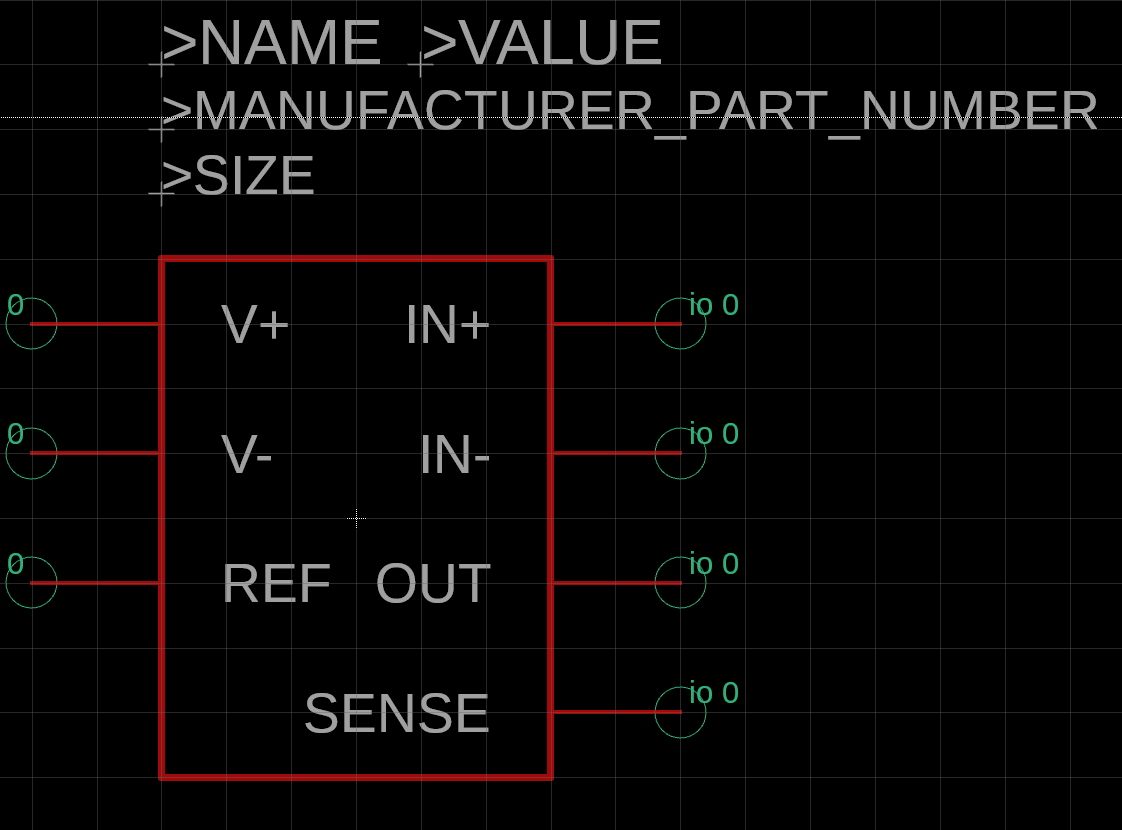 >NAME >VALUE
>MANUFACTURER_PART_NUMBER
>SIZE
0 V+ IN+ io 0
0 V- IN- io 0
0 REF OUT io 0
SENSE io 0